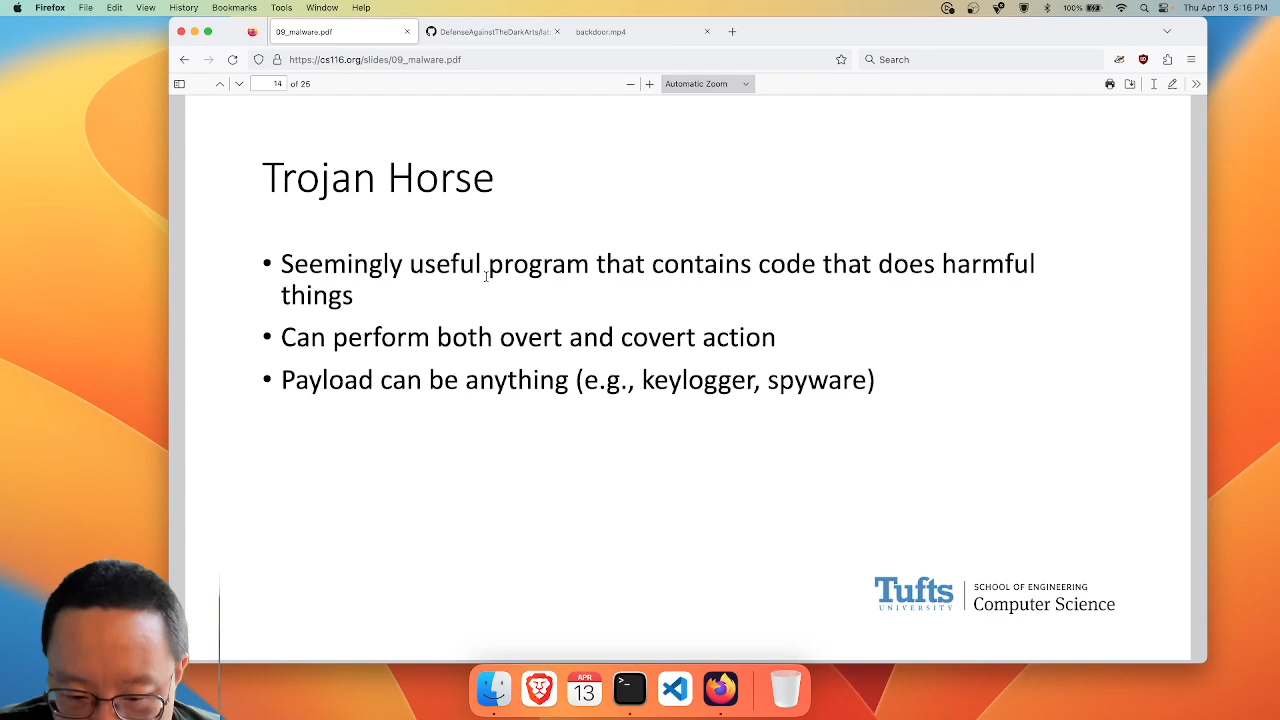 Firefox File Edit View History Bookmarks Tools Window Help 100% Thu Apr 13 5:16 PM
09_malware.pdf DefenseAgainstTheDarkArts/lab backdoor.mp4
https://cs116.org/slides/09_malware.pdf Search
14 of 25 Automatic Zoom
Trojan Horse
• Seemingly useful program that contains code that does harmful
things
• Can perform both overt and covert action
• Payload can be anything (e.g., keylogger, spyware)
Tufts
UNIVERSITY
SCHOOL OF ENGINEERING
Computer Science
APR
13